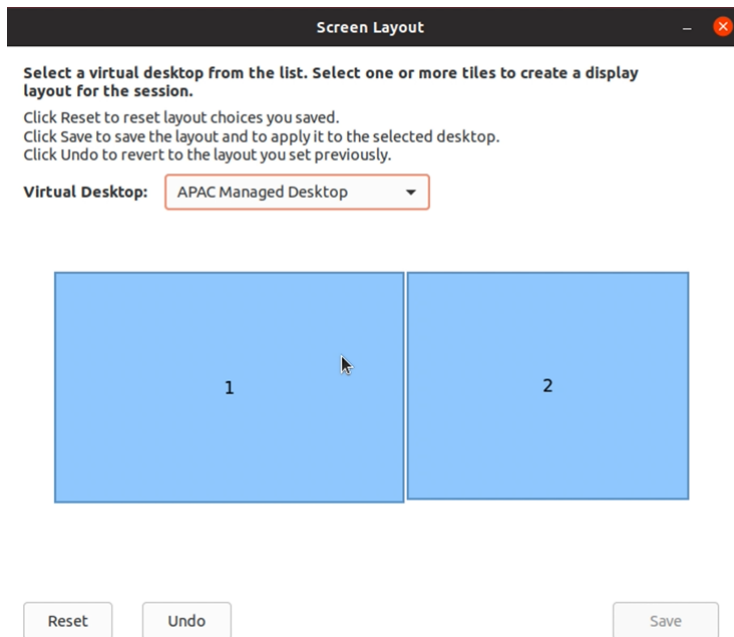 Screen Layout
Select a virtual desktop from the list. Select one or more tiles to create a display
layout for the session.
Click Reset to reset layout choices you saved.
Click Save to save the layout and to apply it to the selected desktop.
Click Undo to revert to the layout you set previously.
Virtual Desktop: APAC Managed Desktop
1 2
Reset Undo Save